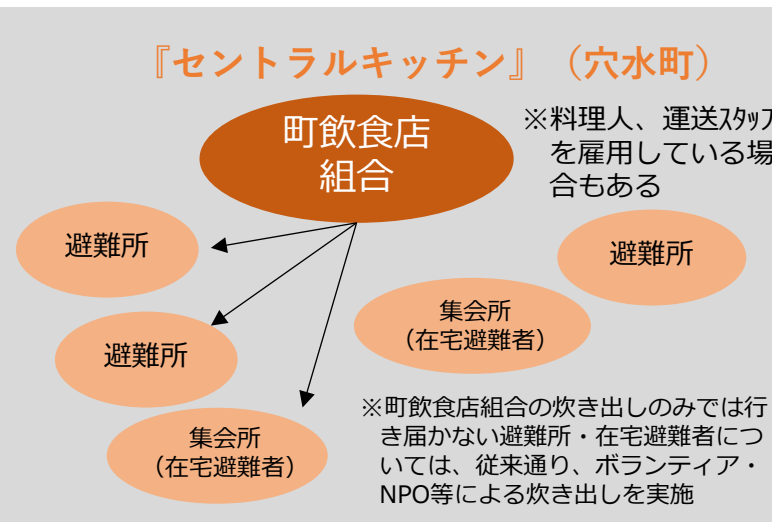 『セントラルキッチン』（穴水町）
町飲食店
組合
※料理人、運送ｽﾀｯﾌ
を雇用している場
合もある
避難所
避難所
集会所
（在宅避難者）
避難所
集会所
（在宅避難者）
※町飲食店組合の炊き出しのみでは行
き届かない避難所・在宅避難者につ
いては、従来通り、ボランティア・
NPO等による炊き出しを実施